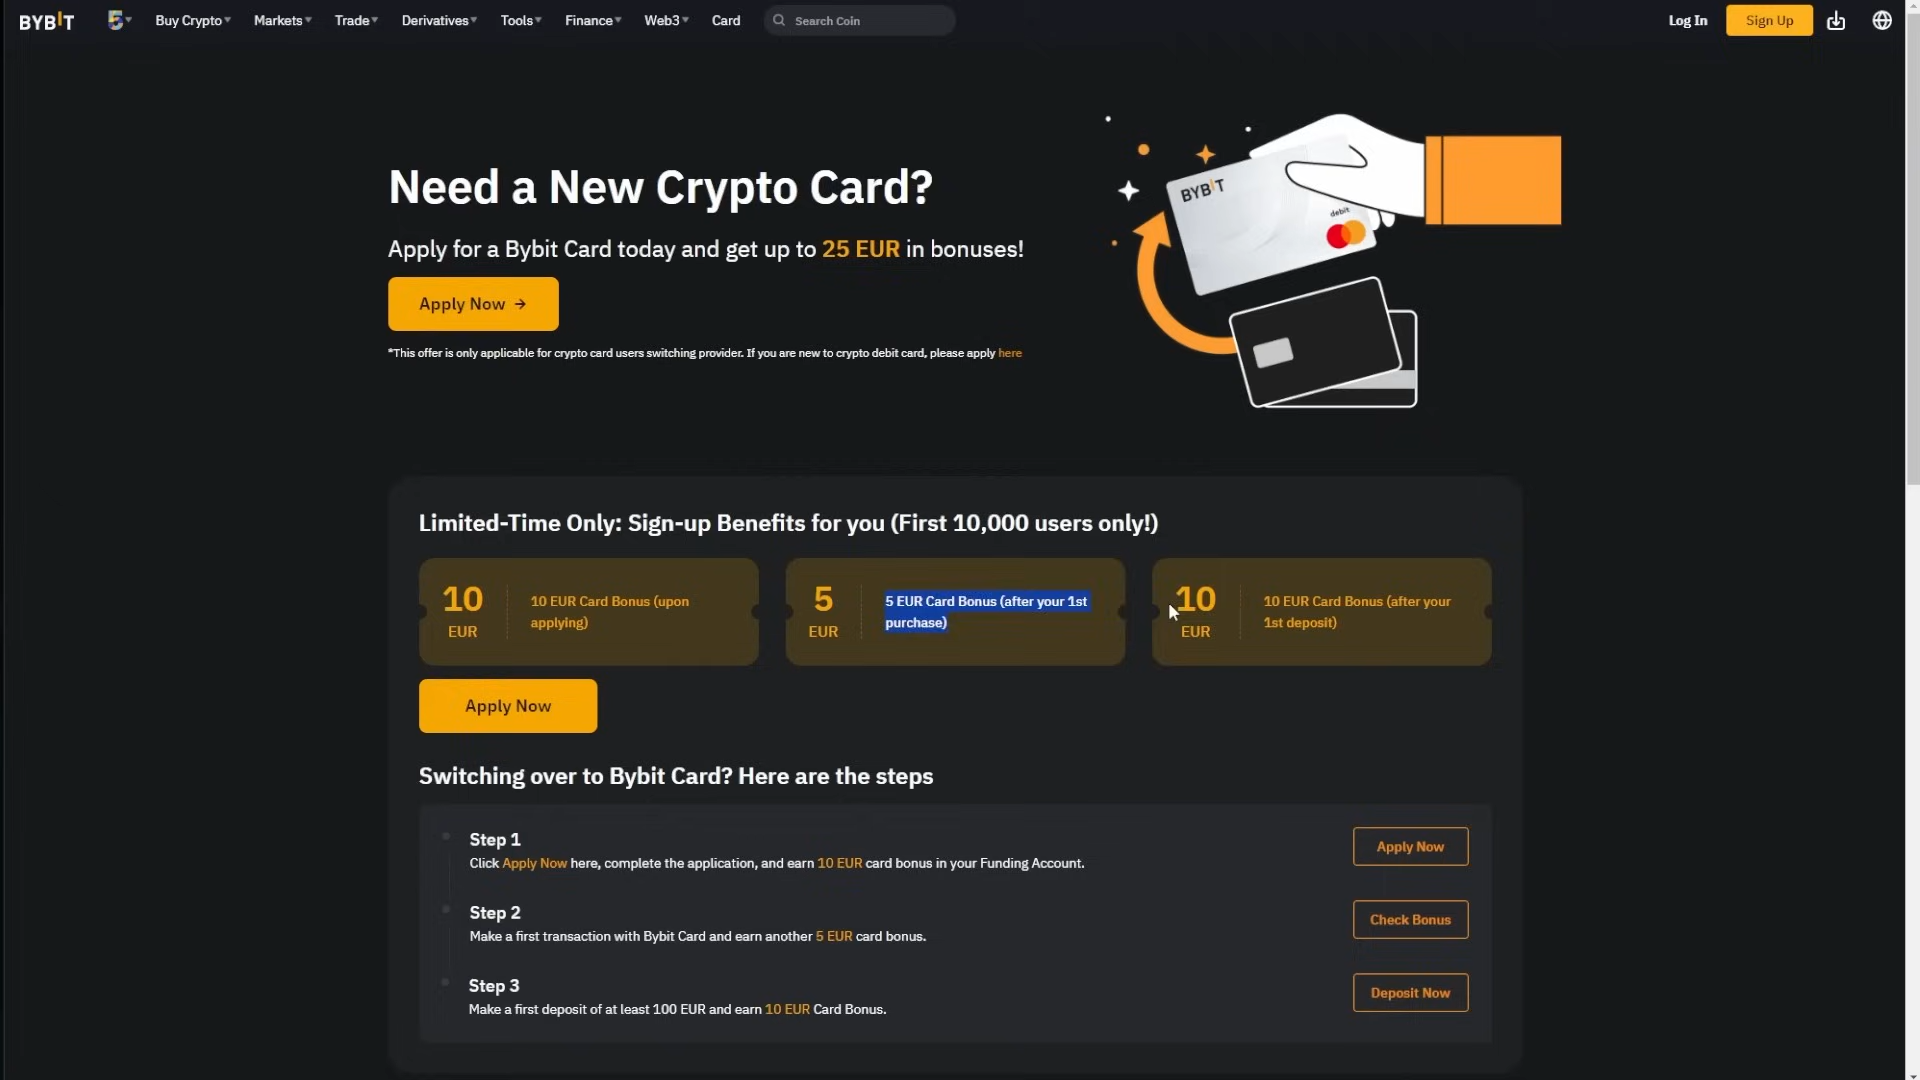 BYBIT
Buy Crypto
Markets
Trade
Derivatives
Tools
Finance
Web3
Card
Search Coin
Log In
Sign Up
Need a New Crypto Card?
Apply for a Bybit Card today and get up to 25 EUR in bonuses!
Apply Now →
*This offer is only applicable for crypto card users switching provider. If you are new to crypto debit card, please apply here
BYBIT
debit
Limited-Time Only: Sign-up Benefits for you (First 10,000 users only!)
10
EUR
10 EUR Card Bonus (upon
applying)
5
EUR
5 EUR Card Bonus (after your 1st
purchase)
10
EUR
10 EUR Card Bonus (after your
1st deposit)
Apply Now
Switching over to Bybit Card? Here are the steps
Step 1
Click Apply Now here, complete the application, and earn 10 EUR card bonus in your Funding Account.
Apply Now
Step 2
Make a first transaction with Bybit Card and earn another 5 EUR card bonus.
Check Bonus
Step 3
Make a first deposit of at least 100 EUR and earn 10 EUR Card Bonus.
Deposit Now